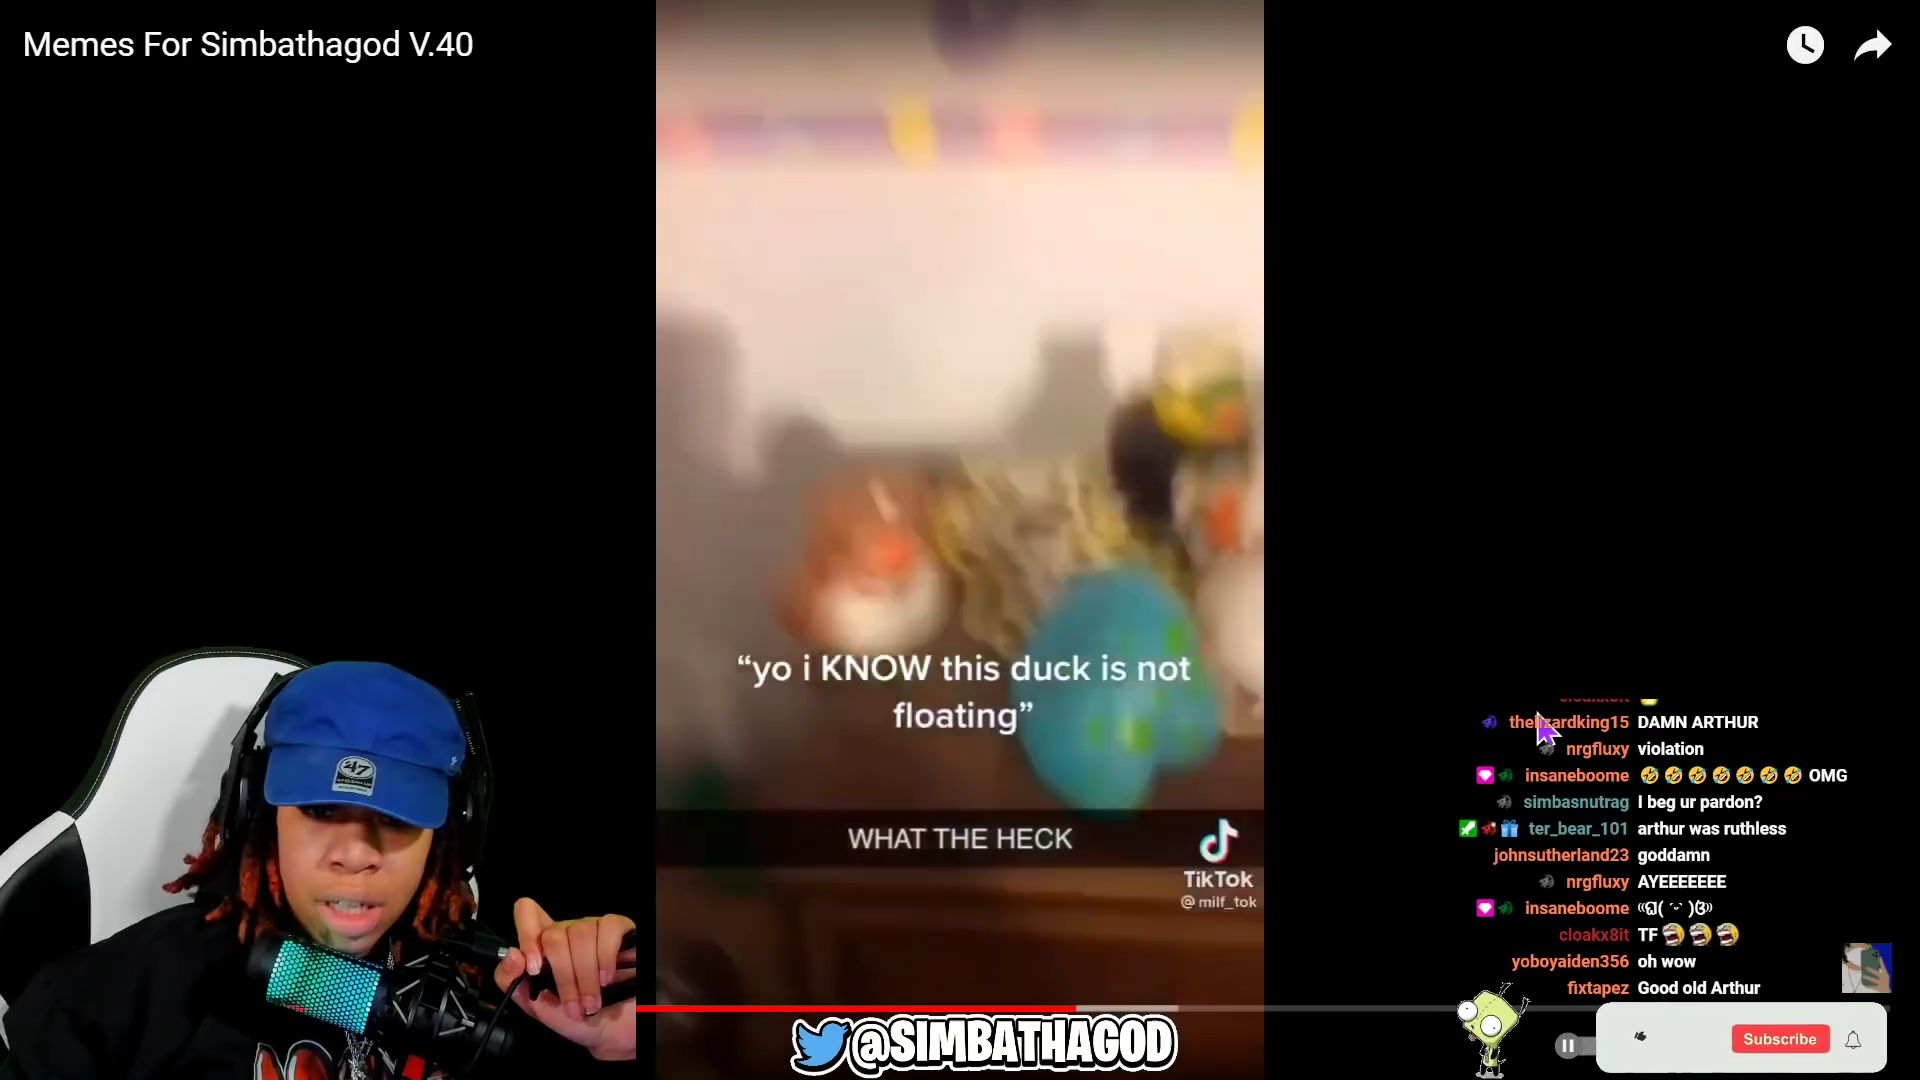 Memes For Simbathagod V.40
“yo i KNOW this duck is not
floating”
WHAT THE HECK
TikTok
@milf_tok
47
thelizardking15 DAMN ARTHUR
nrgfluxy violation
insaneboome 🤣🤣🤣🤣🤣🤣🤣 OMG
simbasnutrag I beg ur pardon?
ter_bear_101 arthur was ruthless
johnsutherland23 goddamn
nrgfluxy AYEEEEEEE
insaneboome
cloakx8it TF
yoboyaiden356 oh wow
fixtapez Good old Arthur
@SIMBATHAGOD
Subscribe